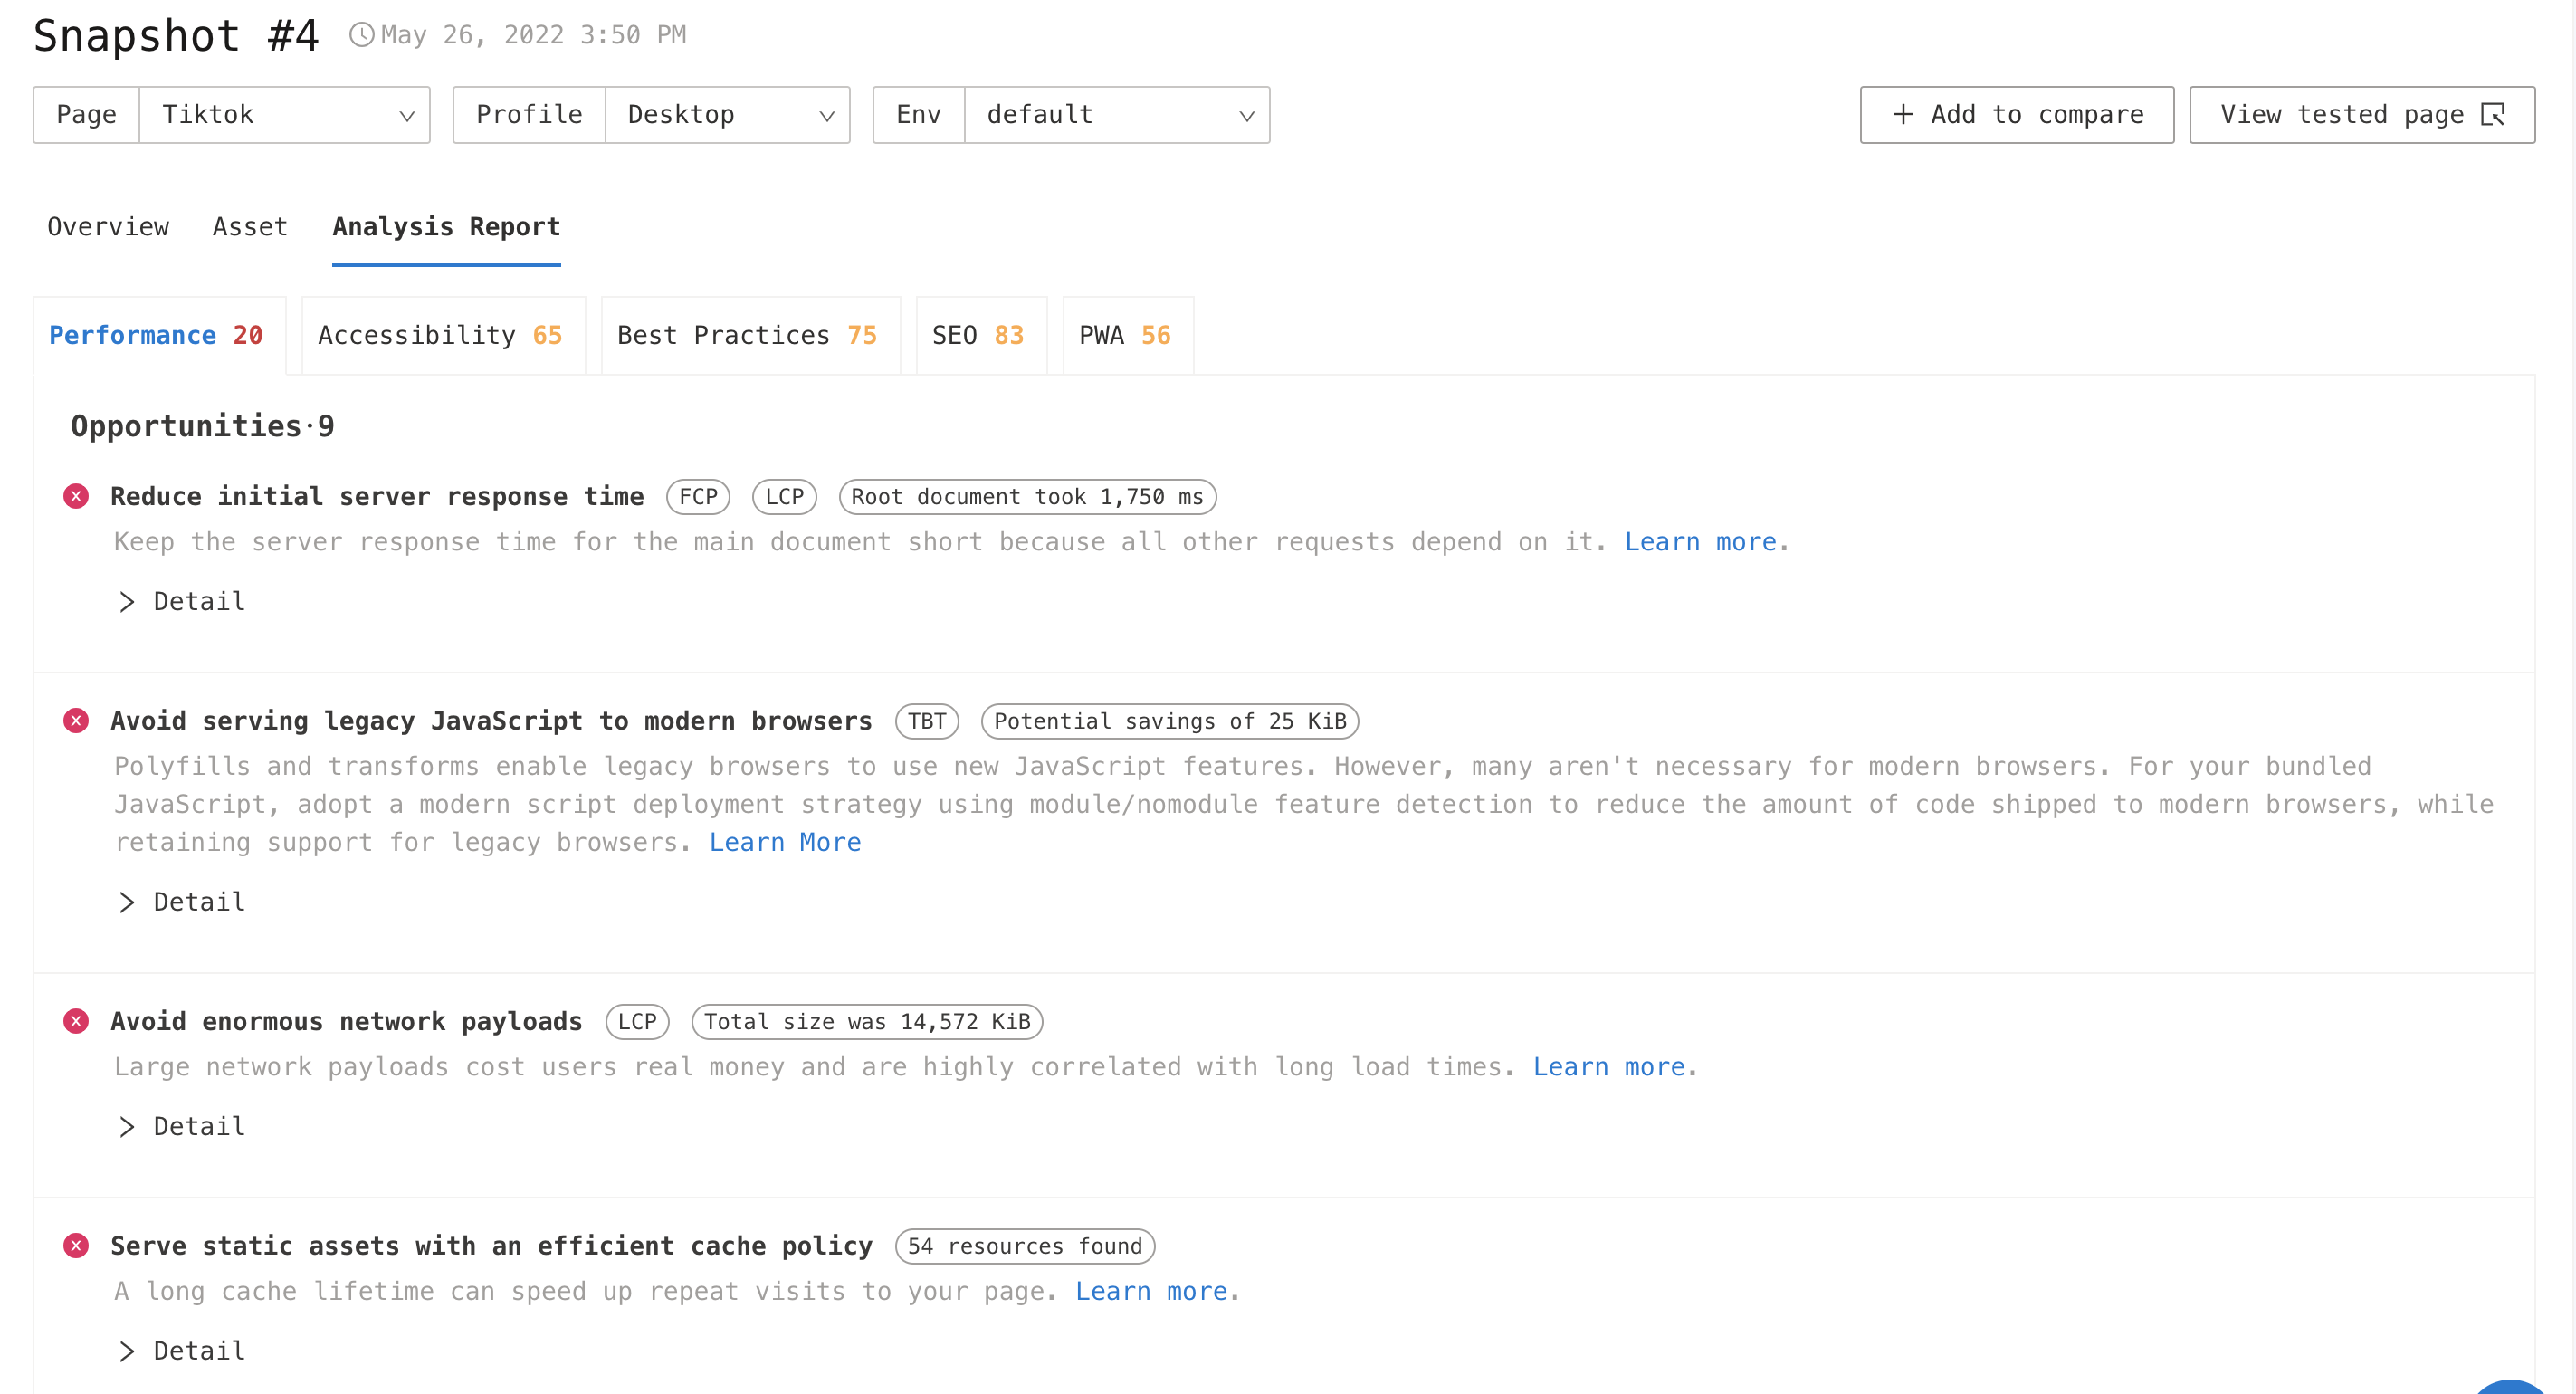 Snapshot #4 May 26, 2022 3:50 PM
Page Tiktok Profile Desktop Env default + Add to compare View tested page
Overview Asset Analysis Report
Performance 20 Accessibility 65 Best Practices 75 SEO 83 PWA 56
Opportunities·9
Reduce initial server response time FCP LCP Root document took 1,750 ms
Keep the server response time for the main document short because all other requests depend on it. Learn more.
> Detail
Avoid serving legacy JavaScript to modern browsers TBT Potential savings of 25 KiB
Polyfills and transforms enable legacy browsers to use new JavaScript features. However, many aren't necessary for modern browsers. For your bundled
JavaScript, adopt a modern script deployment strategy using module/nomodule feature detection to reduce the amount of code shipped to modern browsers, while
retaining support for legacy browsers. Learn More
> Detail
Avoid enormous network payloads LCP Total size was 14,572 KiB
Large network payloads cost users real money and are highly correlated with long load times. Learn more.
> Detail
Serve static assets with an efficient cache policy 54 resources found
A long cache lifetime can speed up repeat visits to your page. Learn more.
> Detail